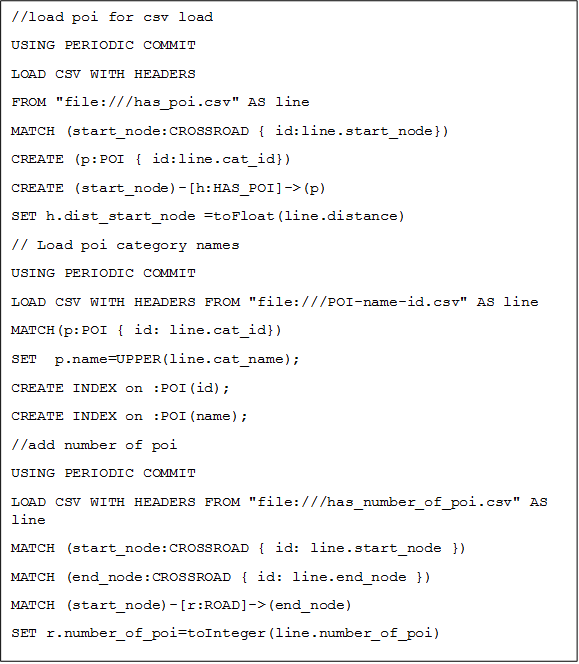 //load poi for csv load
USING PERIODIC COMMIT
LOAD CSV WITH HEADERS
FROM "file:///has_poi.csv" AS line
MATCH (start_node:CROSSROAD { id:line.start_node})
CREATE (p:POI { id:line.cat_id})
CREATE (start_node)-[h:HAS_POI]->(p)
SET h.dist_start_node =toFloat(line.distance)
// Load poi category names
USING PERIODIC COMMIT
LOAD CSV WITH HEADERS FROM "file:///POI-name-id.csv" AS line
MATCH(p:POI { id: line.cat_id})
SET  p.name=UPPER(line.cat_name);
CREATE INDEX on :POI(id);
CREATE INDEX on :POI(name);
//add number of poi
USING PERIODIC COMMIT
LOAD CSV WITH HEADERS FROM "file:///has_number_of_poi.csv" AS
line
MATCH (start_node:CROSSROAD { id: line.start_node })
MATCH (end_node:CROSSROAD { id: line.end_node })
MATCH (start_node)-[r:ROAD]->(end_node)
SET r.number_of_poi=toInteger(line.number_of_poi)